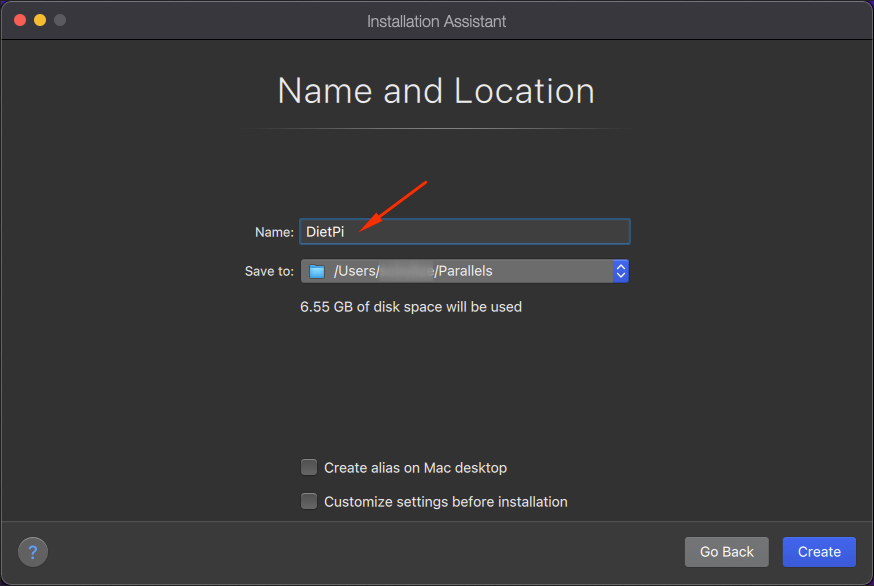 Installation Assistant
Name and Location
Name: DietPi
Save to: /Users/ /Parallels
6.55 GB of disk space will be used
Create alias on Mac desktop
Customize settings before installation
? Go Back Create